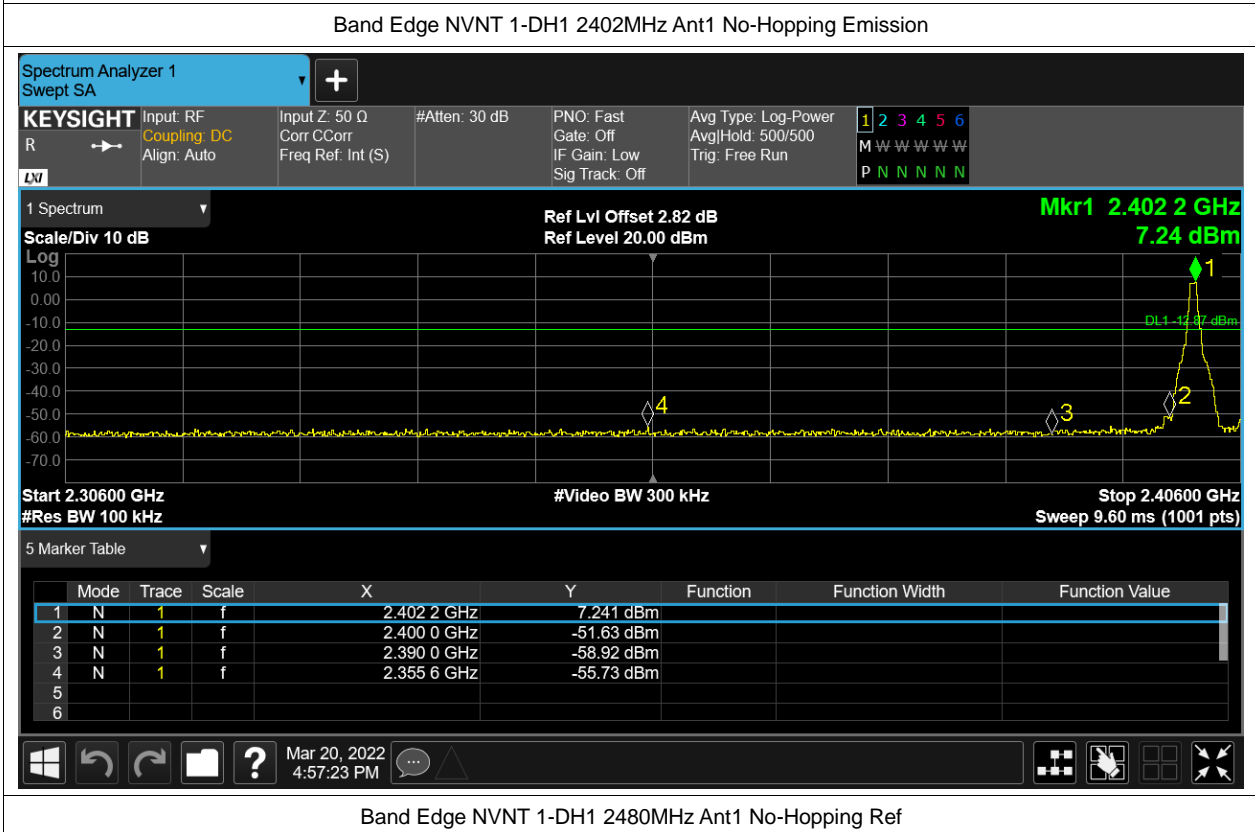 Band Edge NVNT 1-DH1 2402MHz Ant1 No-Hopping Emission
Spectrum Analyzer 1
Swept SA
KEYSIGHT
R
LXI
Input: RF
Coupling: DC
Align: Auto
Input Z: 50 Ω
Corr CCorr
Freq Ref: Int (S)
#Atten: 30 dB
PNO: Fast
Gate: Off
IF Gain: Low
Sig Track: Off
Avg Type: Log-Power
Avg|Hold: 500/500
Trig: Free Run
1 2 3 4 5 6
M W W W W W
P N N N N N
1 Spectrum
Scale/Div 10 dB
Ref Lvl Offset 2.82 dB
Ref Level 20.00 dBm
Mkr1 2.402 2 GHz
7.24 dBm
Log
10.0
0.00
-10.0
-20.0
-30.0
-40.0
-50.0
-60.0
-70.0
1
DL1 -12.87 dBm
2
3
4
Start 2.30600 GHz
#Video BW 300 kHz
Stop 2.40600 GHz
#Res BW 100 kHz
Sweep 9.60 ms (1001 pts)
5 Marker Table
Mode Trace Scale X Y Function Function Width Function Value
1 N 1 f 2.402 2 GHz 7.241 dBm
2 N 1 f 2.400 0 GHz -51.63 dBm
3 N 1 f 2.390 0 GHz -58.92 dBm
4 N 1 f 2.355 6 GHz -55.73 dBm
5
6
?
Mar 20, 2022
4:57:23 PM
Band Edge NVNT 1-DH1 2480MHz Ant1 No-Hopping Ref